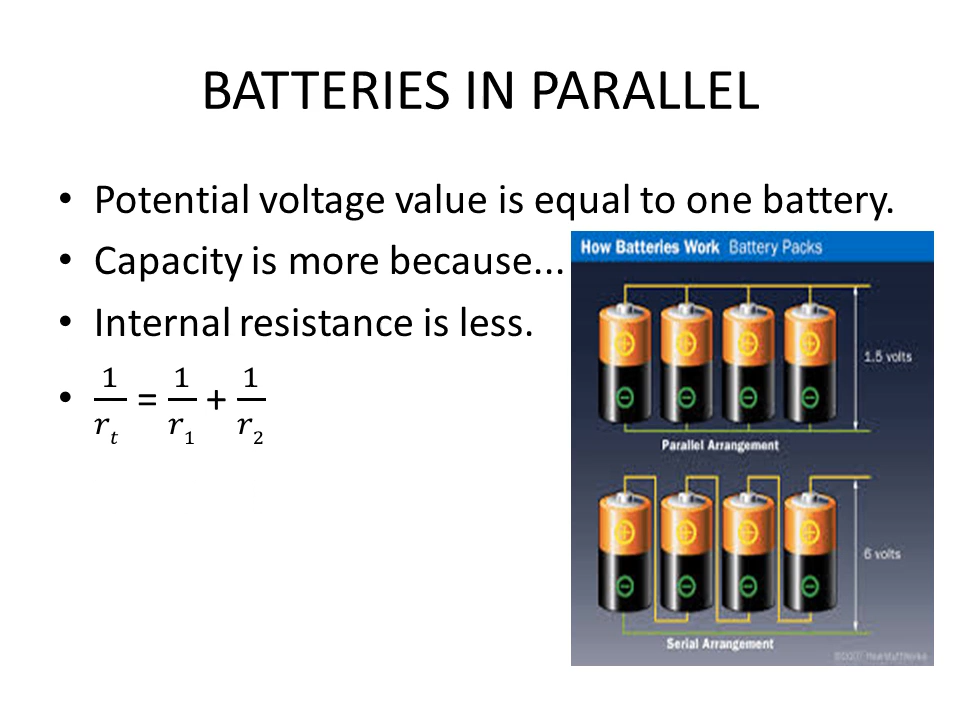 BATTERIES IN PARALLEL
• Potential voltage value is equal to one battery.
• Capacity is more because...
• Internal resistance is less.
• 1/r_t = 1/r_1 + 1/r_2
How Batteries Work Battery Packs
1.5 volts
Parallel Arrangement
6 volts
Serial Arrangement
HowStuffWorks